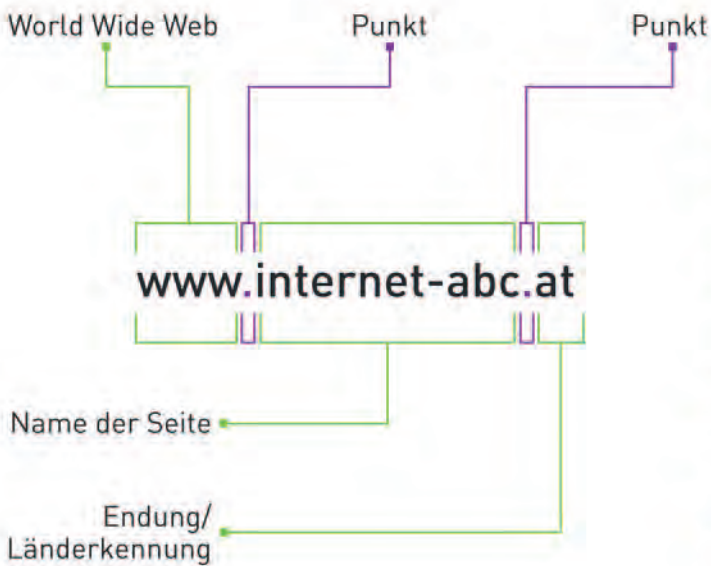 World Wide Web Punkt Punkt
www.internet-abc.at
Name der Seite
Endung/
Länderkennung